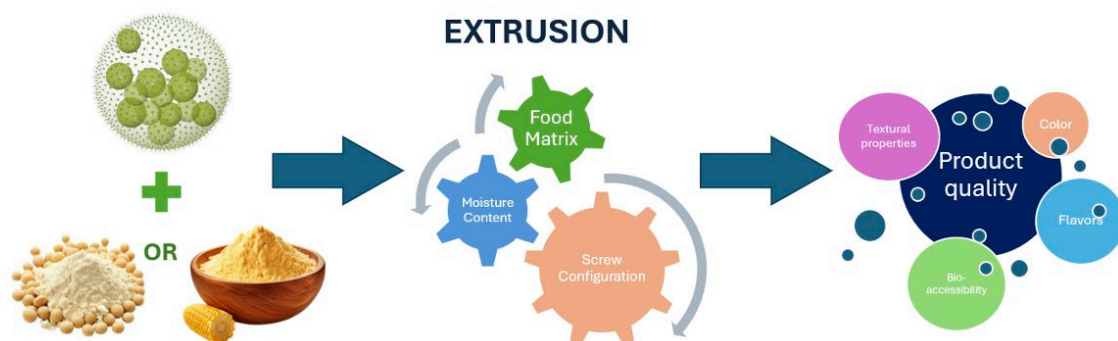 EXTRUSION
OR
Food
Matrix
Moisture
Content
Screw
Configuration
Textural
properties
Color
Product
quality
Flavors
Bio-
accessibility